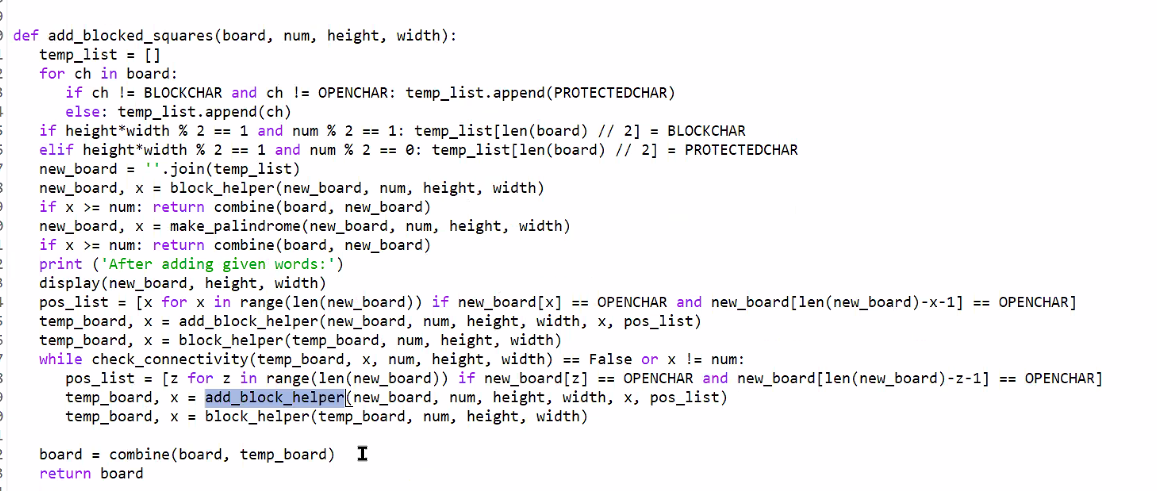 def add_blocked_squares(board, num, height, width):
   temp_list = []
   for ch in board:
      if ch != BLOCKCHAR and ch != OPENCHAR: temp_list.append(PROTECTEDCHAR)
      else: temp_list.append(ch)
   if height*width % 2 == 1 and num % 2 == 1: temp_list[len(board) // 2] = BLOCKCHAR
   elif height*width % 2 == 1 and num % 2 == 0: temp_list[len(board) // 2] = PROTECTEDCHAR
   new_board = ''.join(temp_list)
   new_board, x = block_helper(new_board, num, height, width)
   if x >= num: return combine(board, new_board)
   new_board, x = make_palindrome(new_board, num, height, width)
   if x >= num: return combine(board, new_board)
   print ('After adding given words:')
   display(new_board, height, width)
   pos_list = [x for x in range(len(new_board)) if new_board[x] == OPENCHAR and new_board[len(new_board)-x-1] == OPENCHAR]
   temp_board, x = add_block_helper(new_board, num, height, width, x, pos_list)
   temp_board, x = block_helper(temp_board, num, height, width)
   while check_connectivity(temp_board, x, num, height, width) == False or x != num:
      pos_list = [z for z in range(len(new_board)) if new_board[z] == OPENCHAR and new_board[len(new_board)-z-1] == OPENCHAR]
      temp_board, x = add_block_helper(new_board, num, height, width, x, pos_list)
      temp_board, x = block_helper(temp_board, num, height, width)
   board = combine(board, temp_board)
   return board